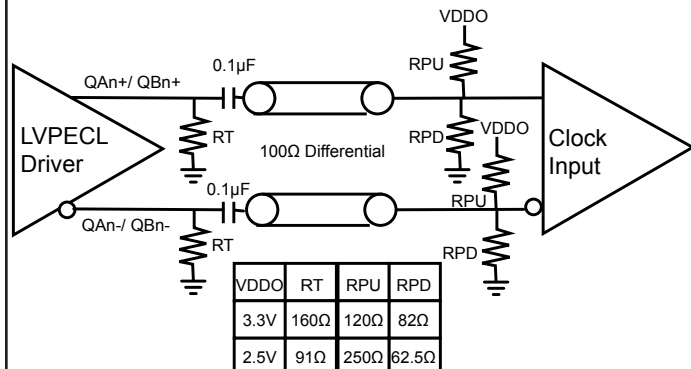 VDDO
QAn+/ QBn+
0.1µF
RPU
LVPECL
Driver
RT
100Ω Differential
RPD
VDDO
Clock
Input
0.1µF
RPU
QAn-/ QBn-
RT
RPD
VDDO RT RPU RPD
3.3V 160Ω 120Ω 82Ω
2.5V 91Ω 250Ω 62.5Ω